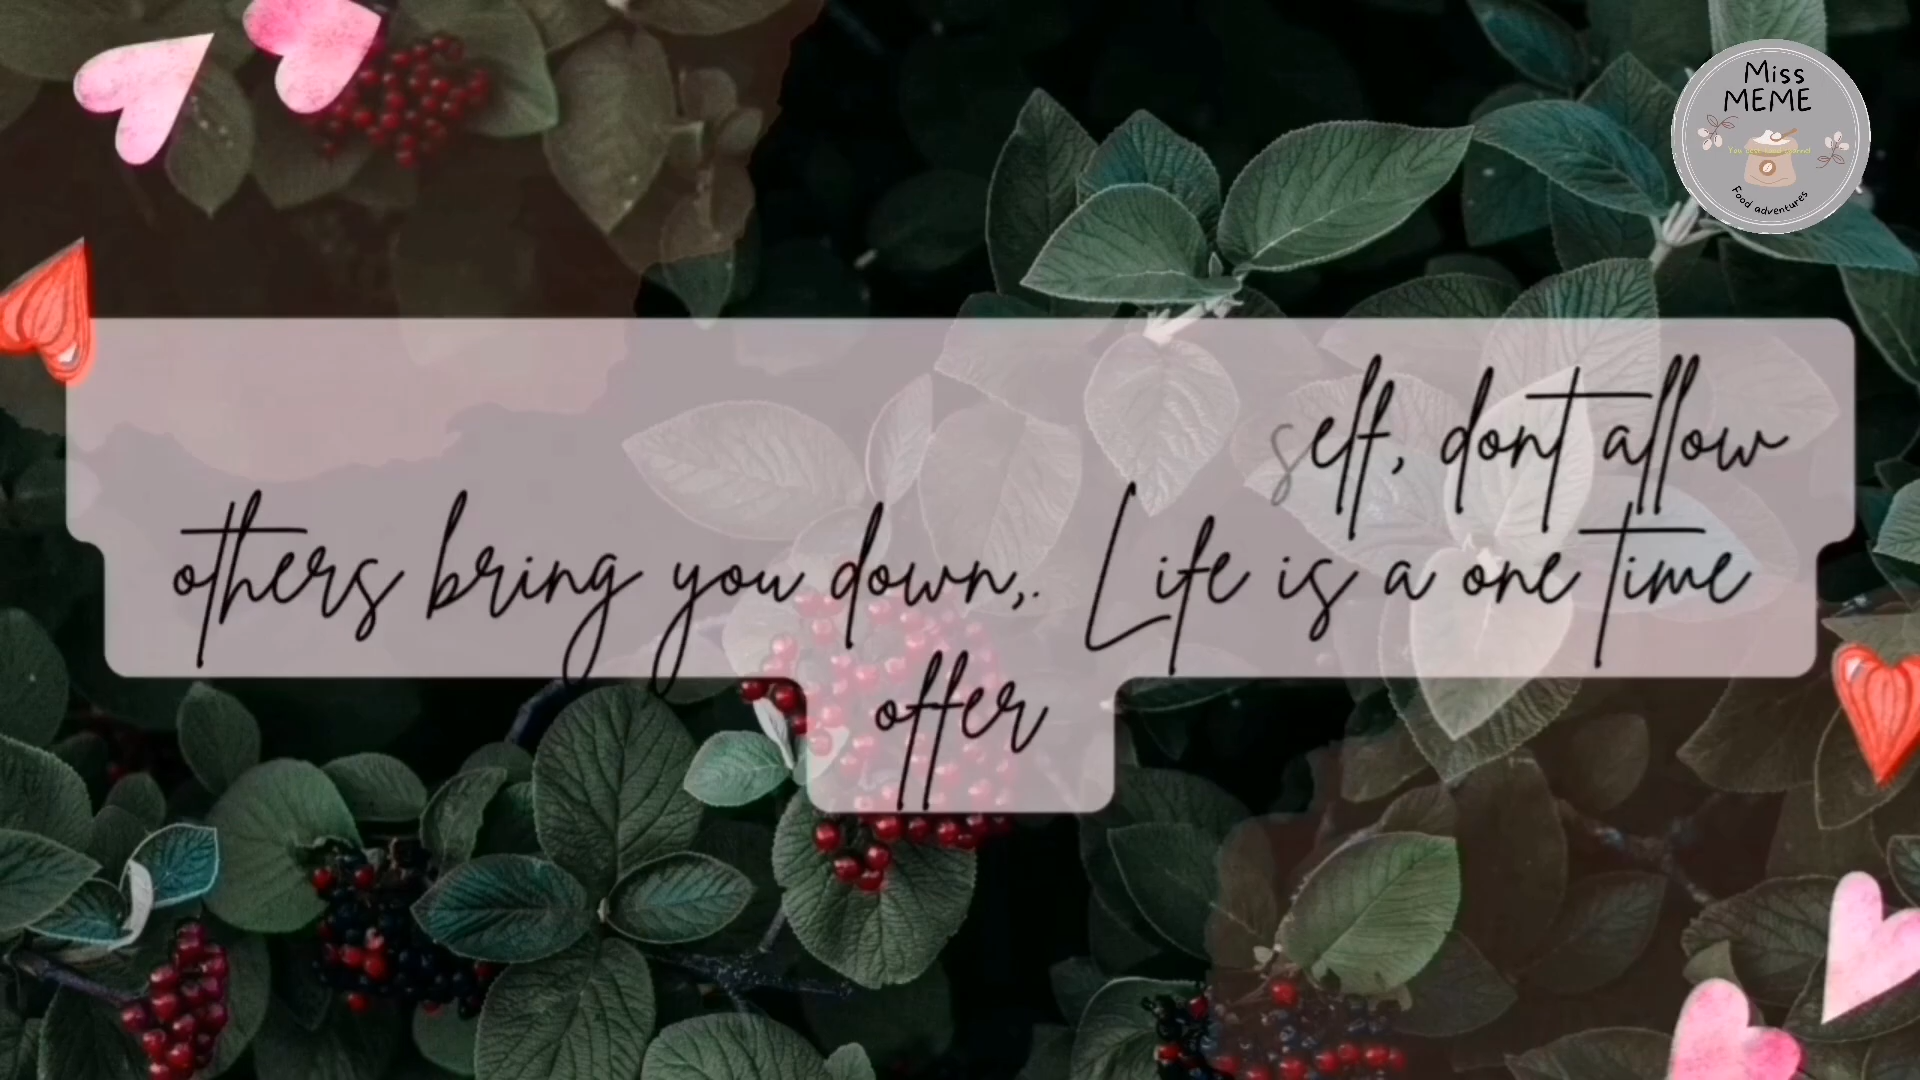 self, dont allow
others bring you down,. Life is a one time
offer
Miss
MEME
Food adventures